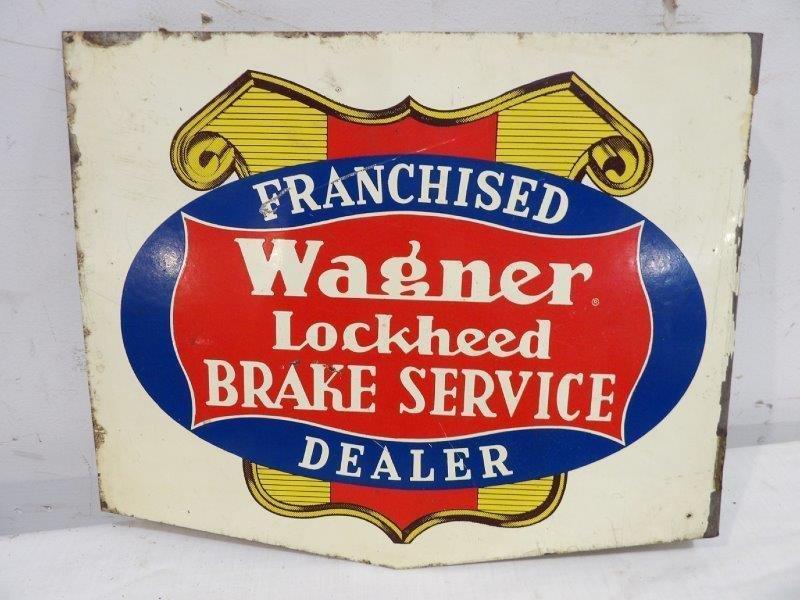 FRANCHISED
Wagner®
Lockheed
BRAKE SERVICE
DEALER